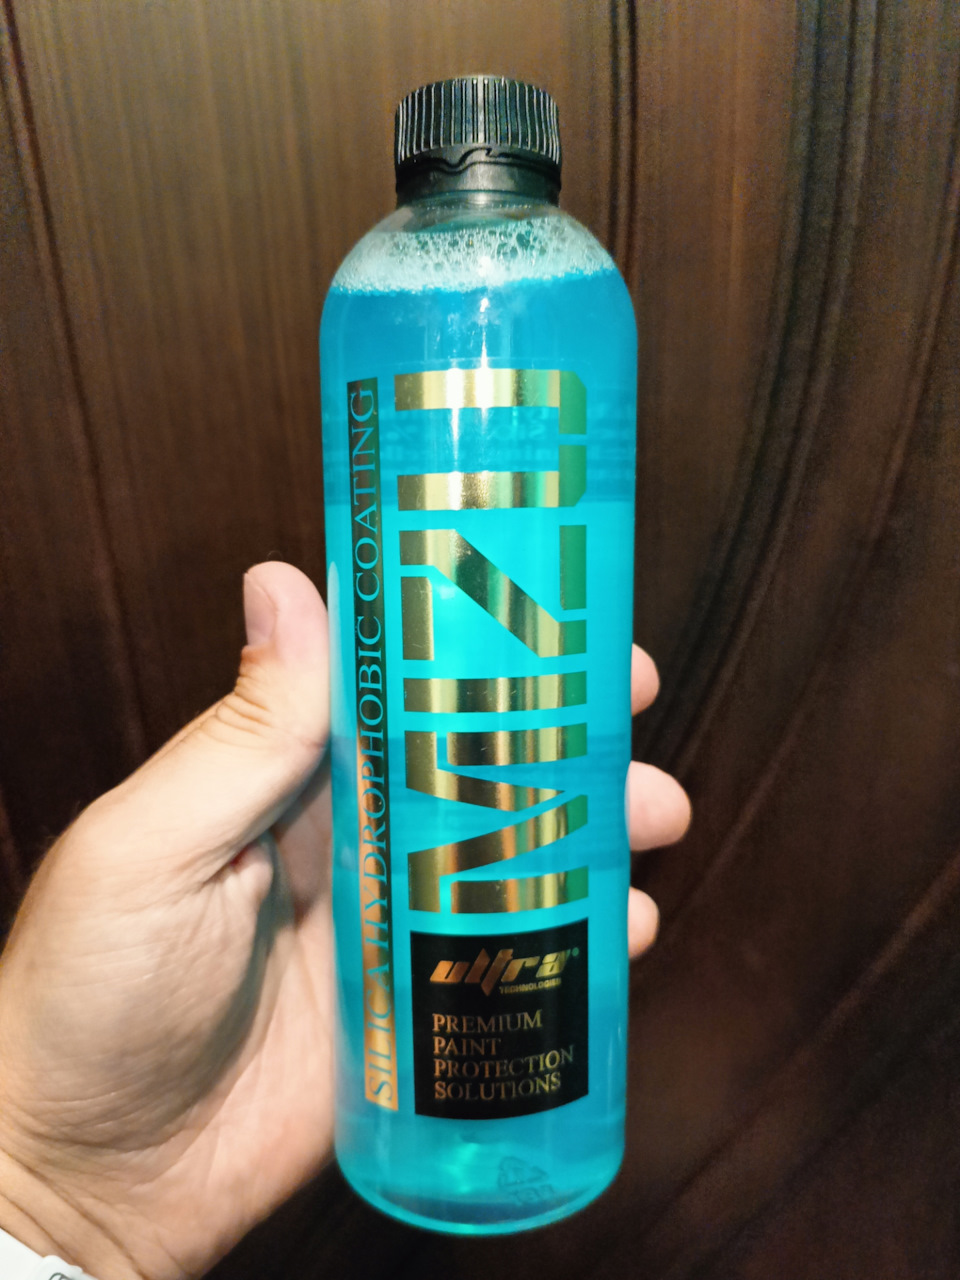 SILICA HYDROPHOBIC COATING
MIZU
ultra®
TECHNOLOGIES
PREMIUM
PAINT
PROTECTION
SOLUTIONS